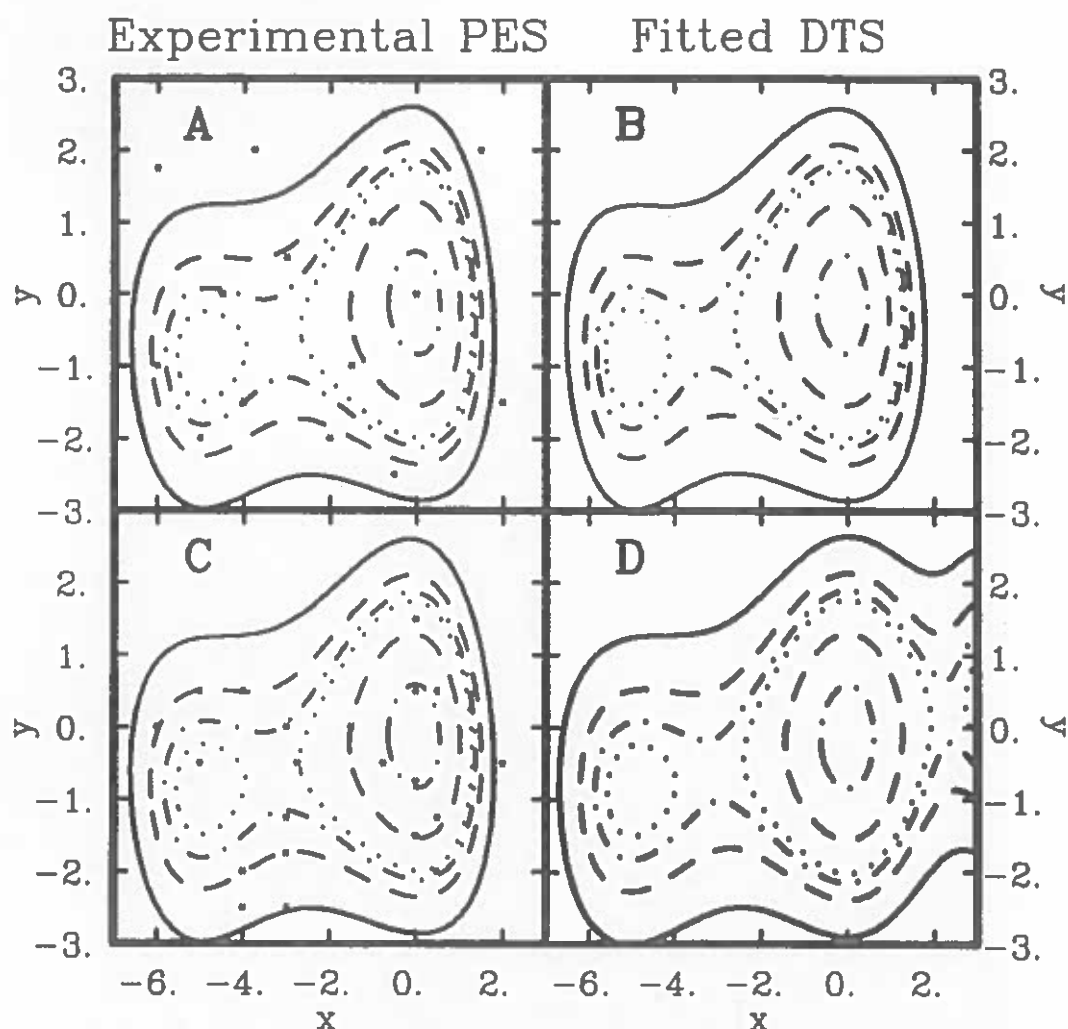 Experimental PES Fitted DTS
3. A B 3.
2. 2.
1. 1.
y 0. 0. y
-1. -1.
-2. -2.
-3. -3.
C D
2. 2.
1. 1.
y 0. 0. y
-1. -1.
-2. -2.
-3. -3.
-6. -4. -2. 0. 2. -6. -4. -2. 0. 2.
x x